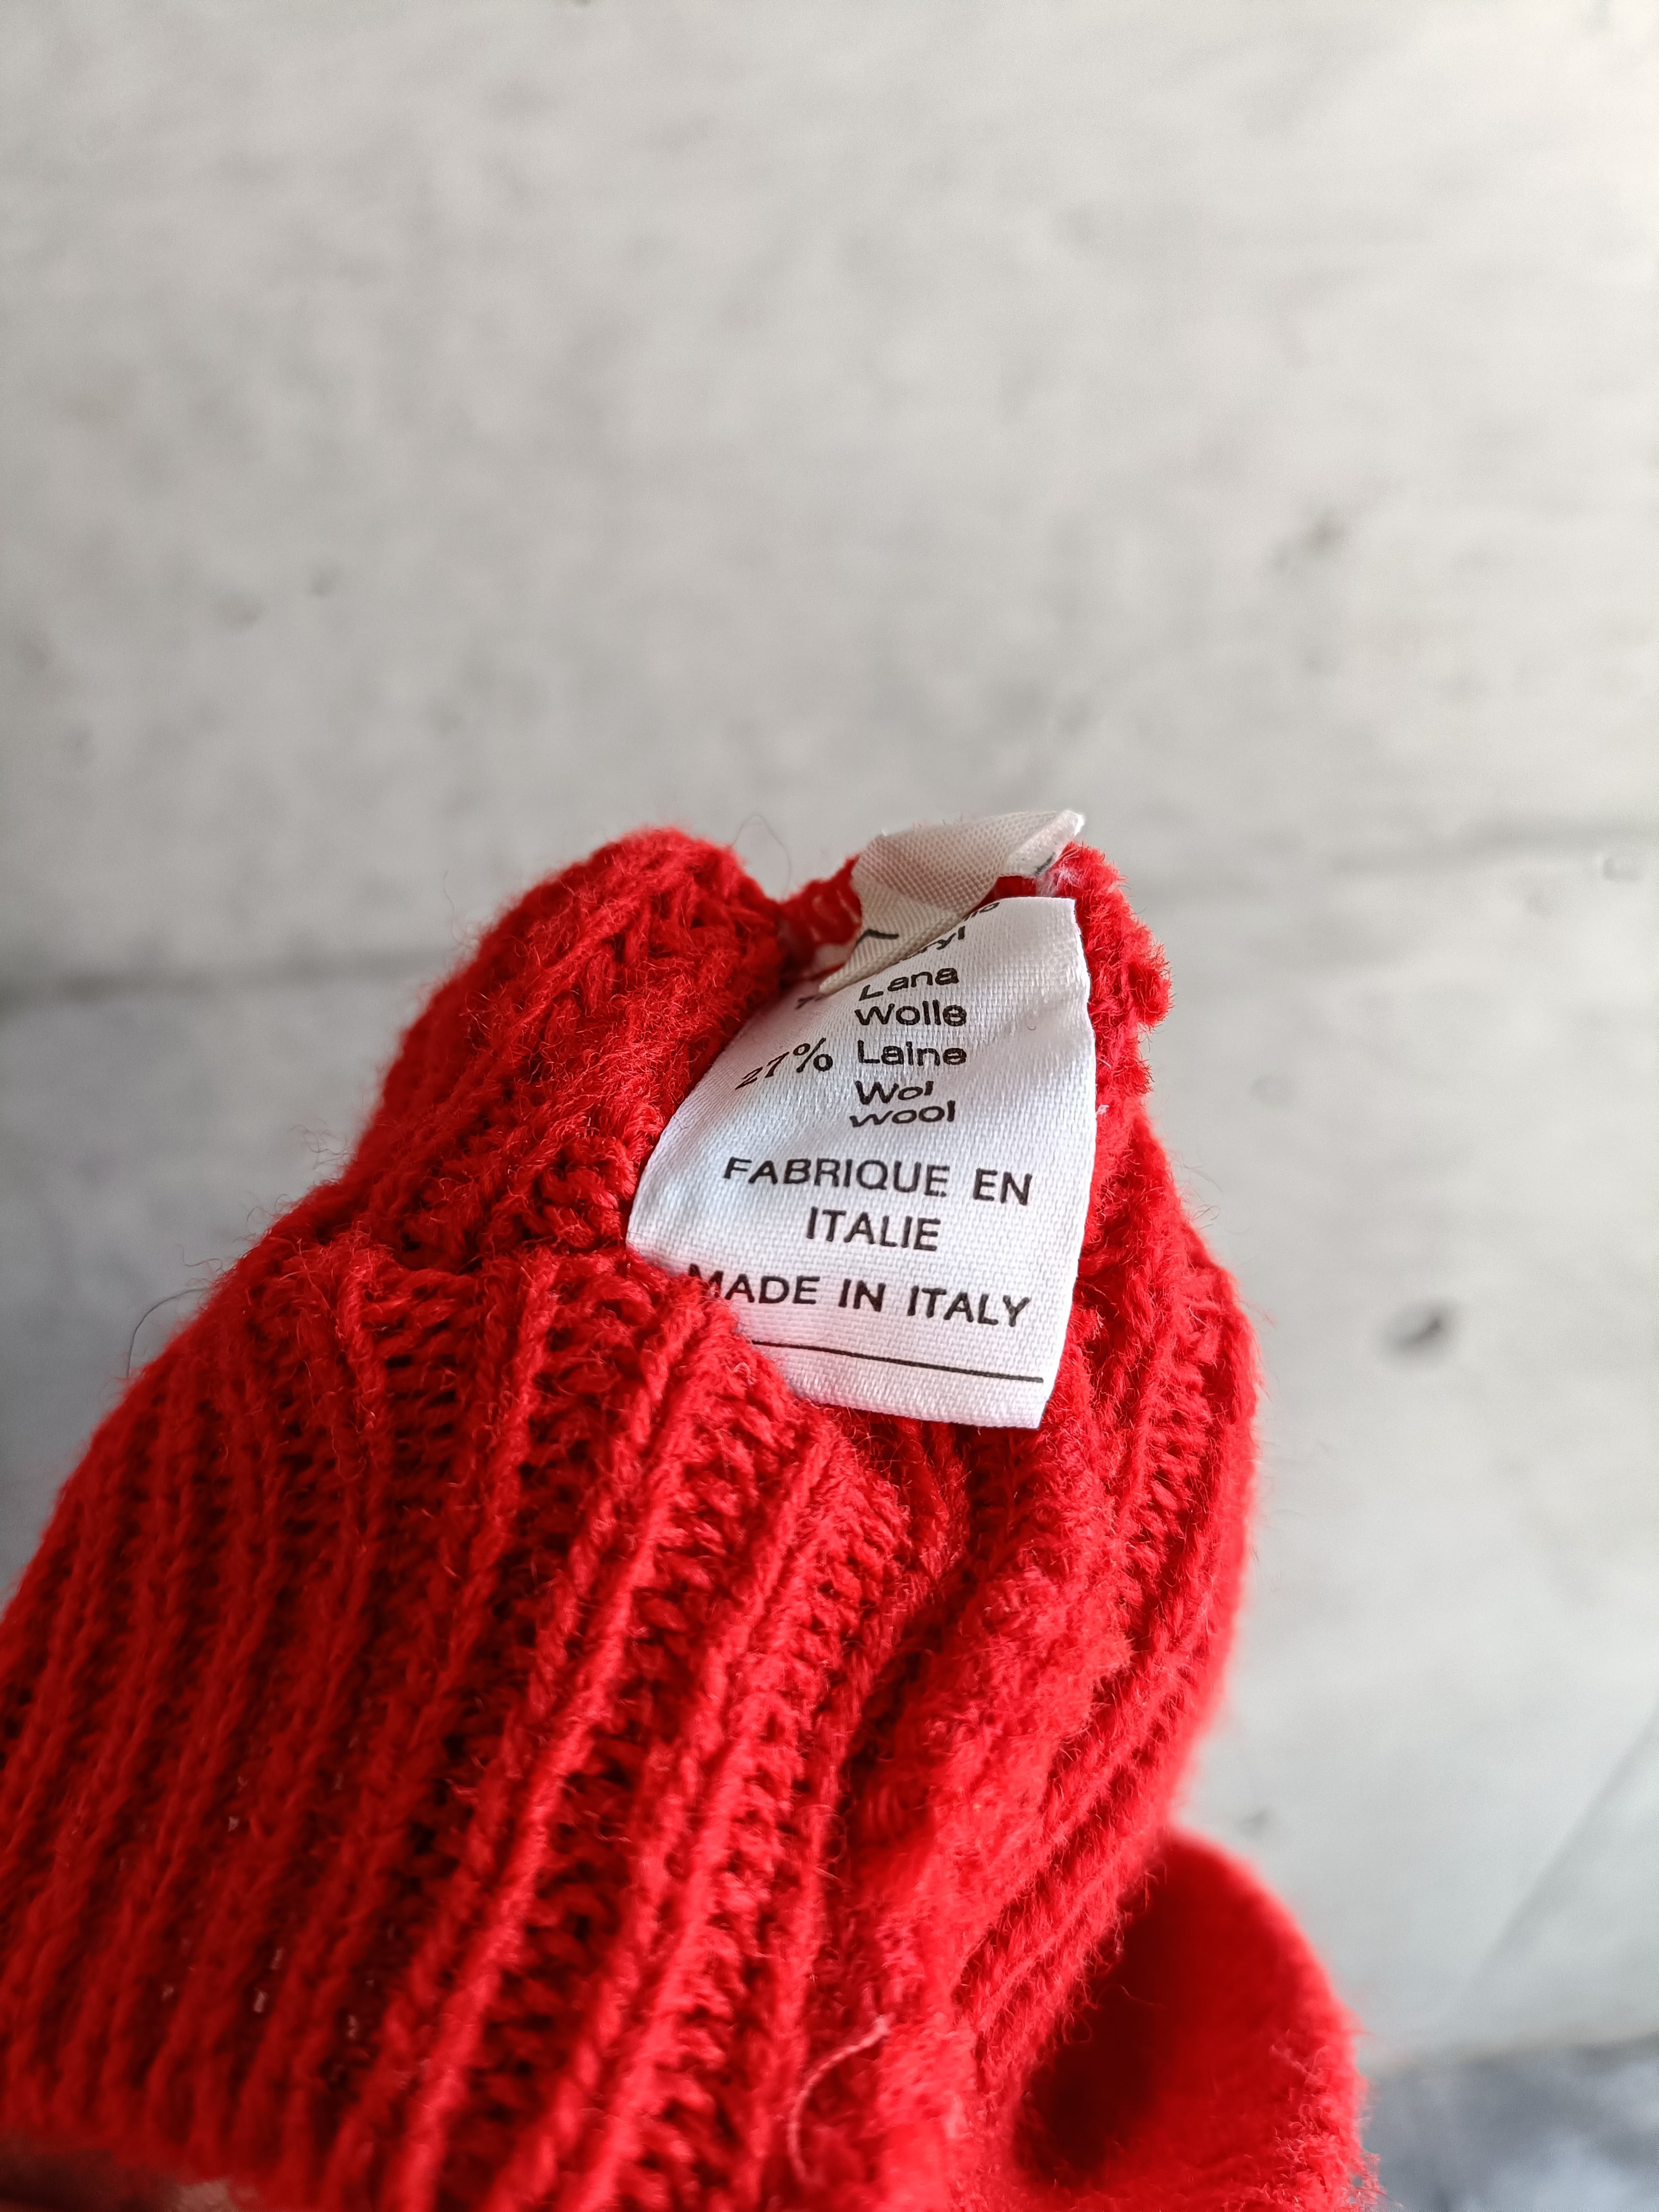 Lana
Wolle
27% Laine
Wol
wool
FABRIQUE EN
ITALIE
MADE IN ITALY